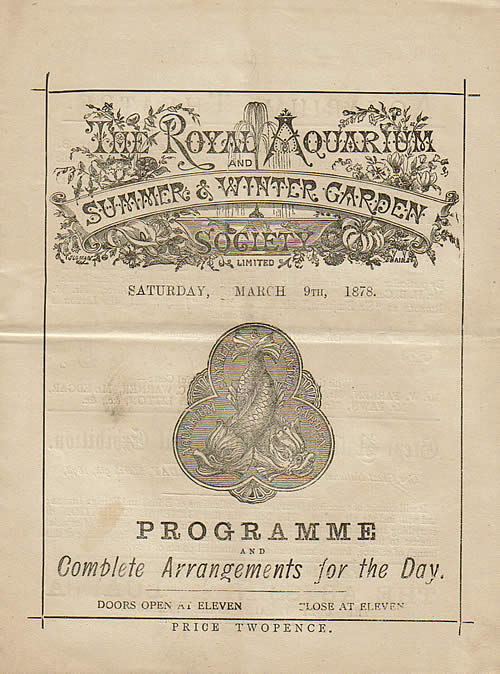 THE ROYAL AQUARIUM
AND
SUMMER & WINTER GARDEN
SOCIETY
LIMITED
SATURDAY, MARCH 9TH, 1878.
PROGRAMME
AND
Complete Arrangements for the Day.
DOORS OPEN AT ELEVEN CLOSE AT ELEVEN
PRICE TWOPENCE.